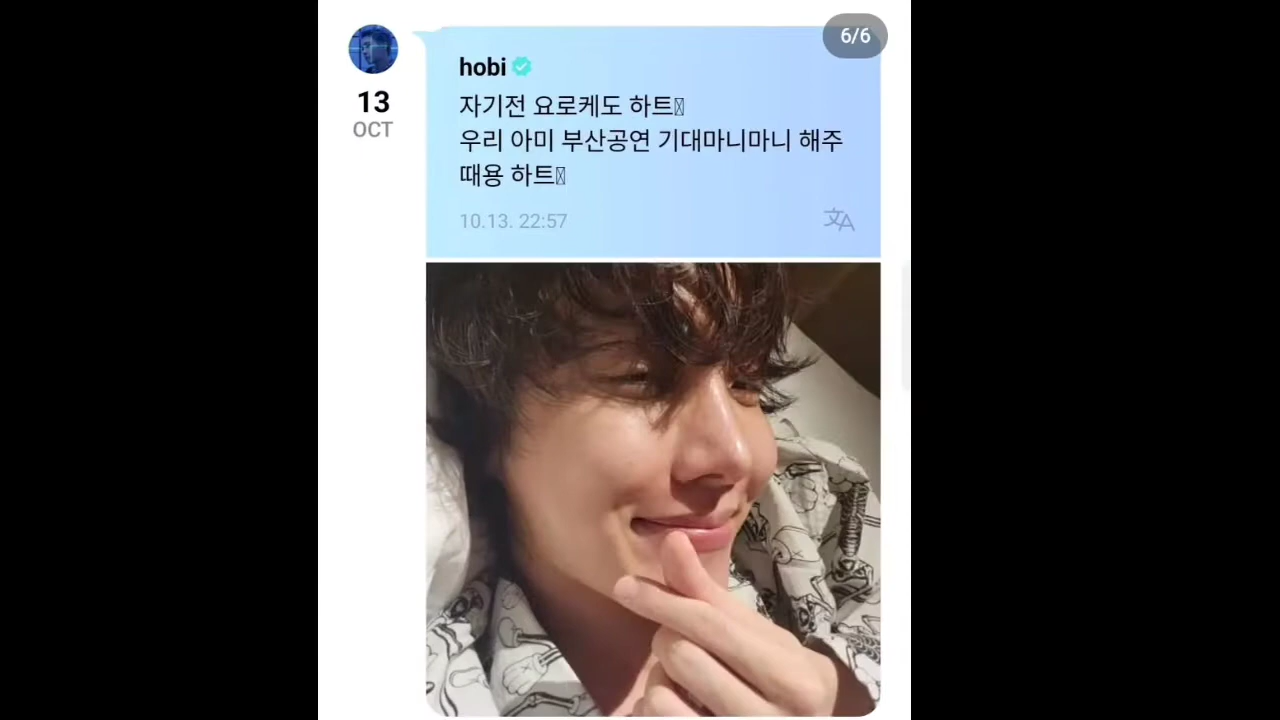 6/6
hobi
13
OCT
자기전 요로케도 하트
우리 아미 부산공연 기대마니마니 해주
때용 하트
10.13. 22:57